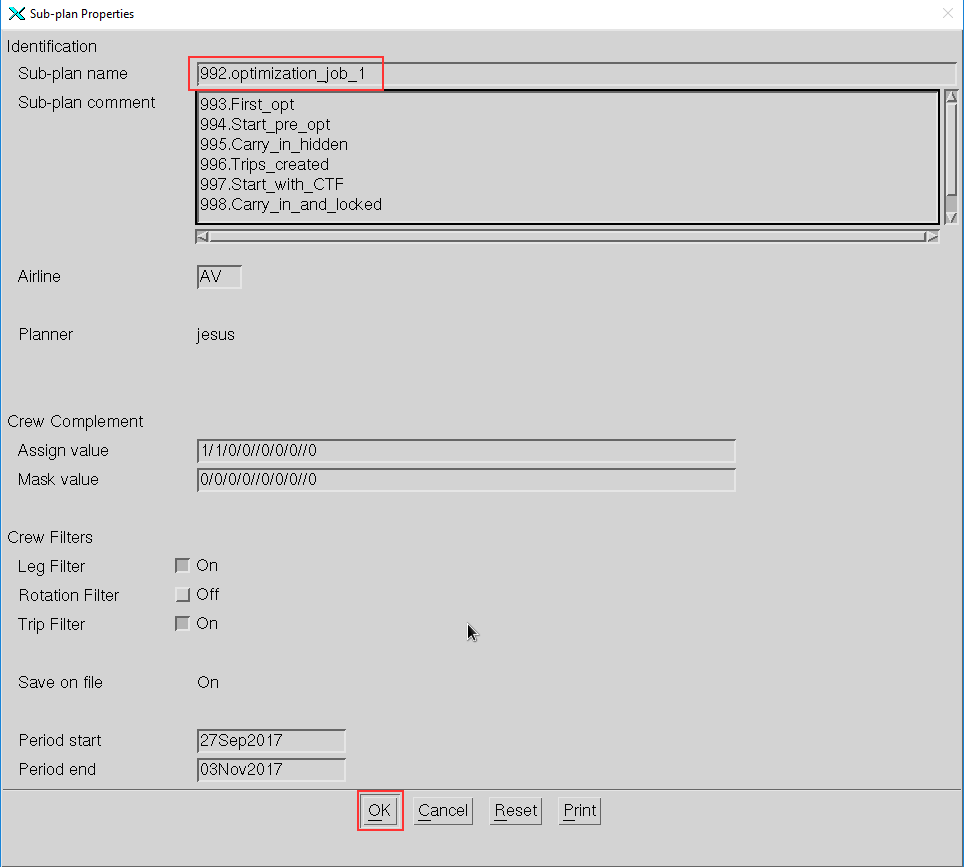 Sub-plan Properties
Identification
Sub-plan name 992.optimization_job_1
Sub-plan comment 993.First_opt
994.Start_pre_opt
995.Carry_in_hidden
996.Trips_created
997.Start_with_CTF
998.Carry_in_and_locked
Airline AV
Planner jesus
Crew Complement
Assign value 1/1/0/0//0/0/0//0
Mask value 0/0/0/0//0/0/0//0
Crew Filters
Leg Filter On
Rotation Filter Off
Trip Filter On
Save on file On
Period start 27Sep2017
Period end 03Nov2017
OK Cancel Reset Print